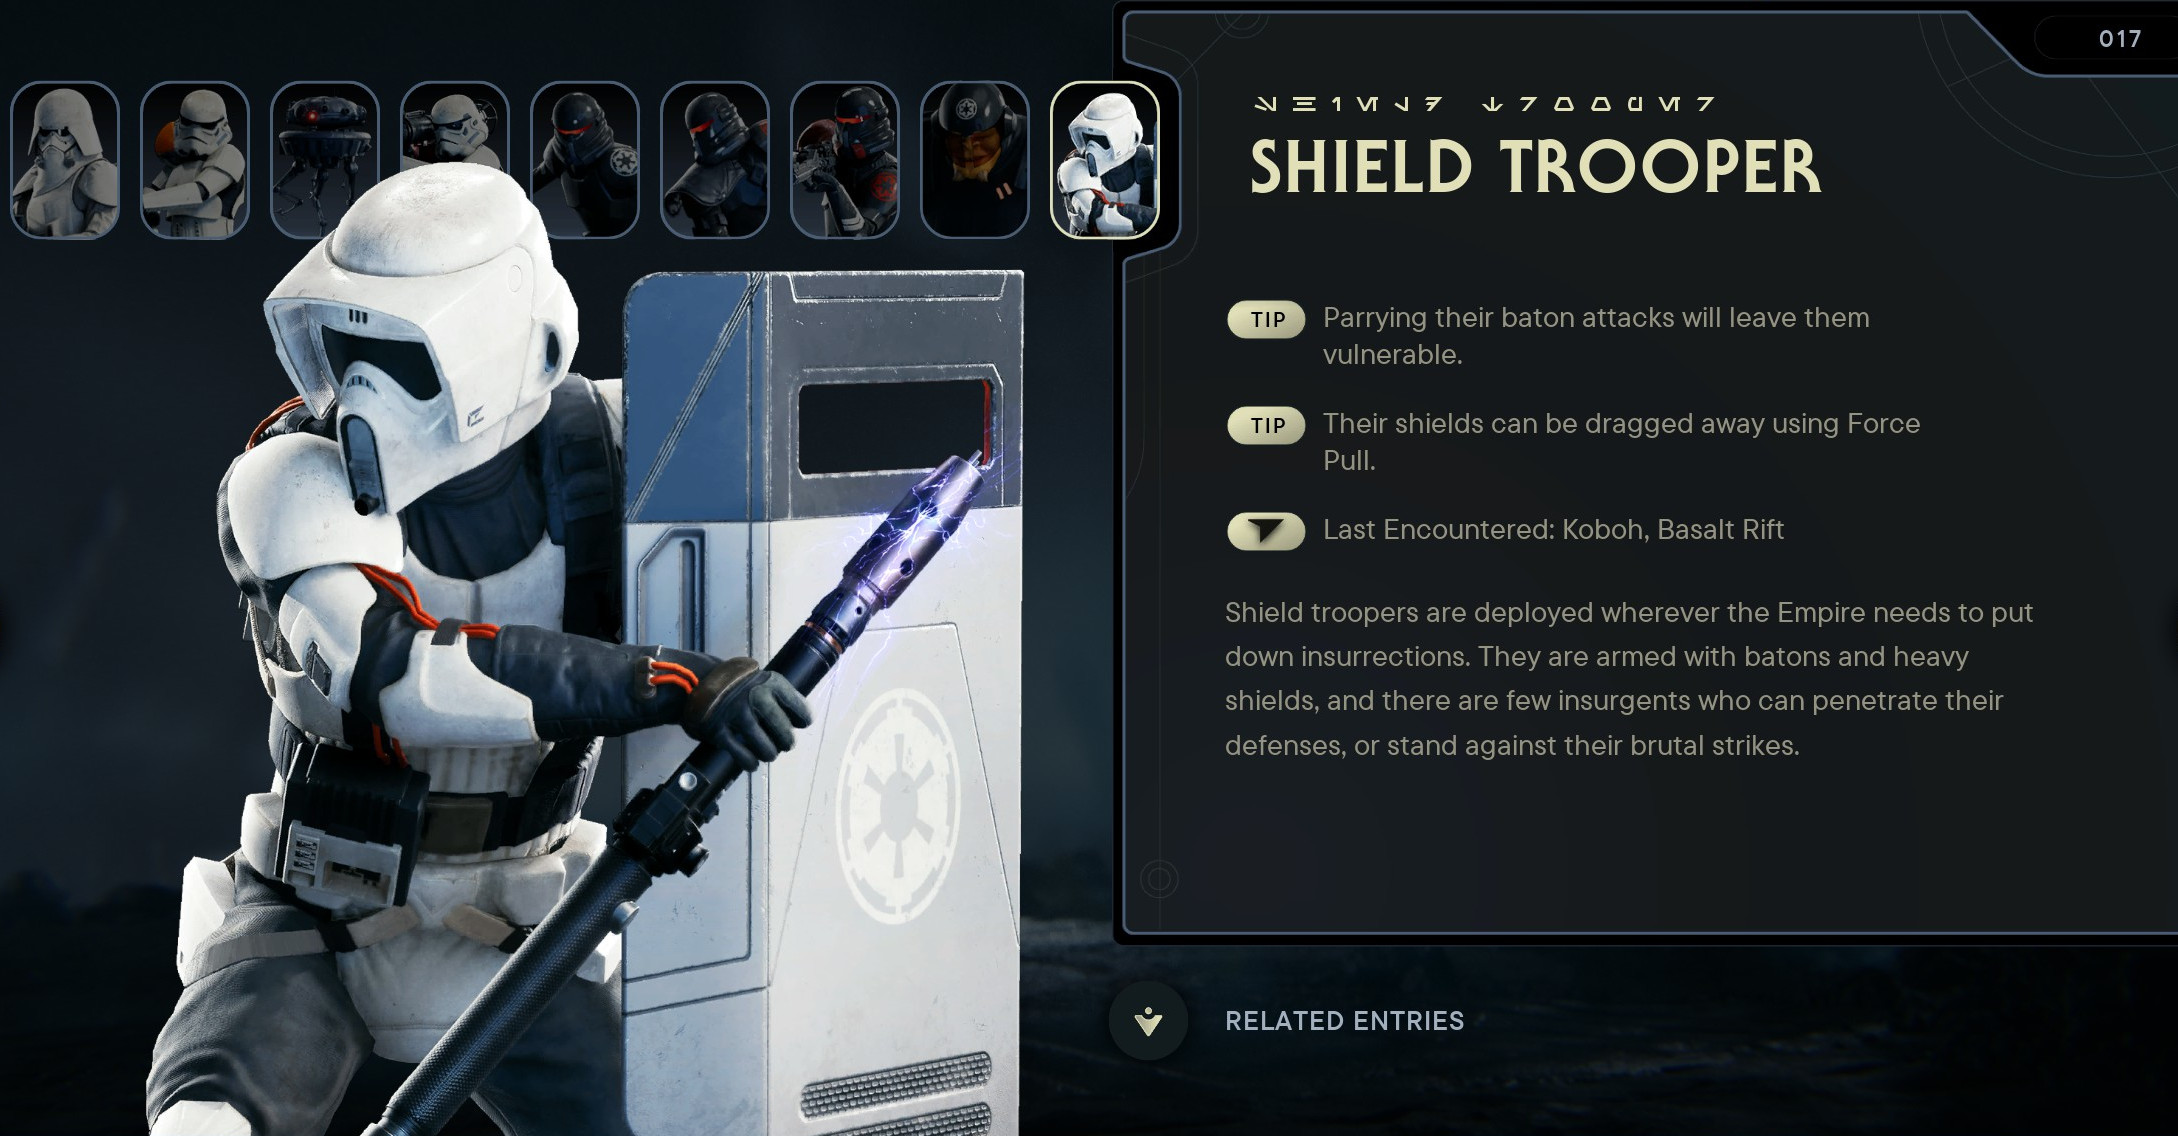 017
SHIELD TROOPER
TIP Parrying their baton attacks will leave them
vulnerable.
TIP Their shields can be dragged away using Force
Pull.
Last Encountered: Koboh, Basalt Rift
Shield troopers are deployed wherever the Empire needs to put
down insurrections. They are armed with batons and heavy
shields, and there are few insurgents who can penetrate their
defenses, or stand against their brutal strikes.
RELATED ENTRIES